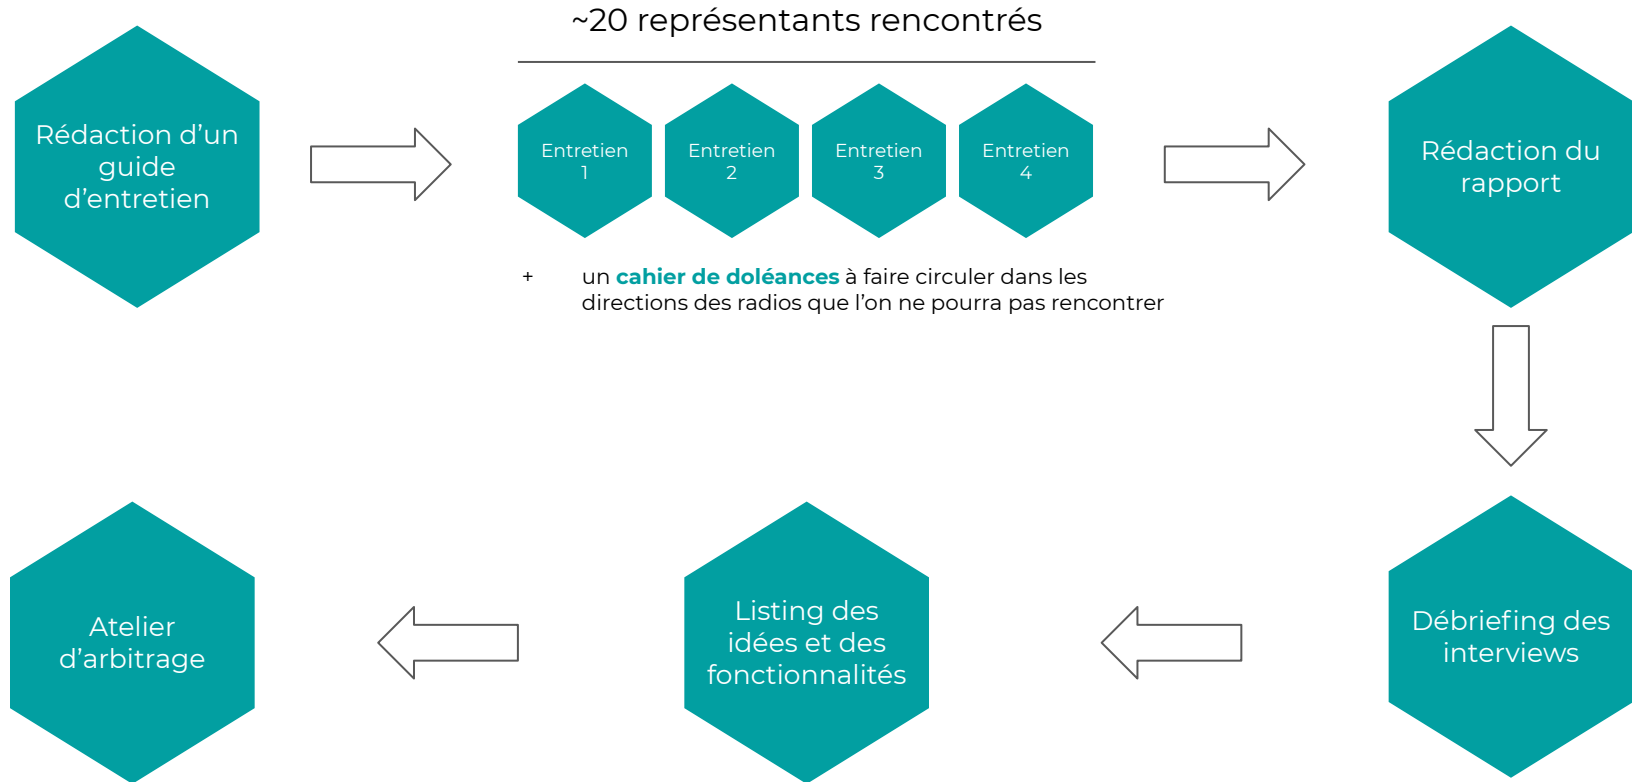 ~20 représentants rencontrés
Rédaction d’un
guide
d’entretien
Entretien
1
Entretien
2
Entretien
3
Entretien
4
+ un cahier de doléances à faire circuler dans les
directions des radios que l’on ne pourra pas rencontrer
Rédaction du
rapport
Débriefing des
interviews
Listing des
idées et des
fonctionnalités
Atelier
d’arbitrage